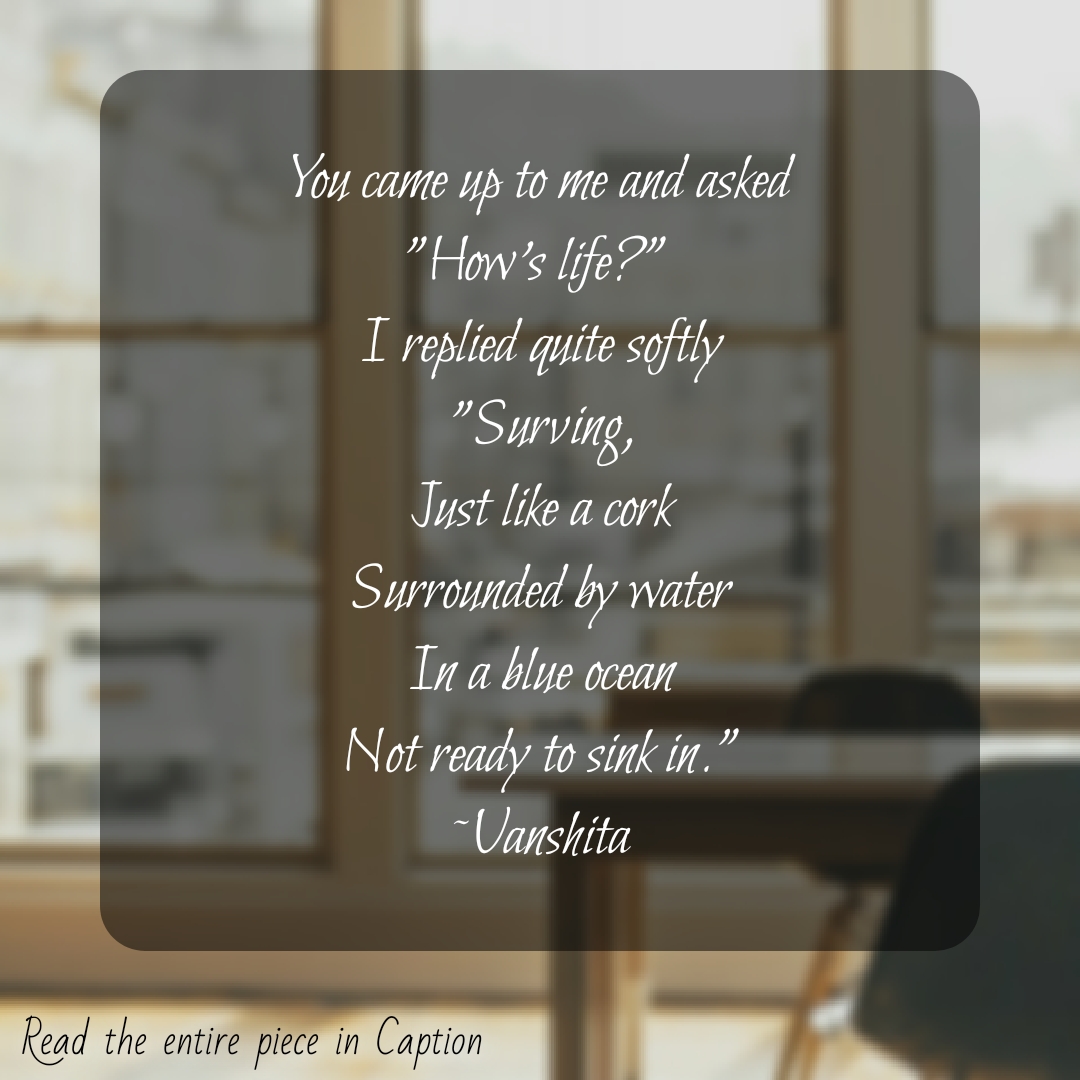 You came up to me and asked
"How's life?"
I replied quite softly
"Surving,
Just like a cork
Surrounded by water
In a blue ocean
Not ready to sink in."
~Vanshita
Read the entire piece in Caption